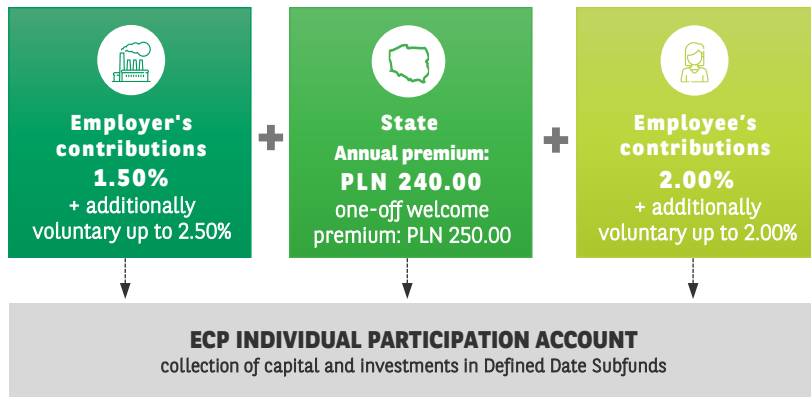 Employer's
contributions
1.50%
+ additionally
voluntary up to 2.50%
+
State
Annual premium:
PLN 240.00
one-off welcome
premium: PLN 250.00
+
Employee's
contributions
2.00%
+ additionally
voluntary up to 2.00%
ECP INDIVIDUAL PARTICIPATION ACCOUNT
collection of capital and investments in Defined Date Subfunds